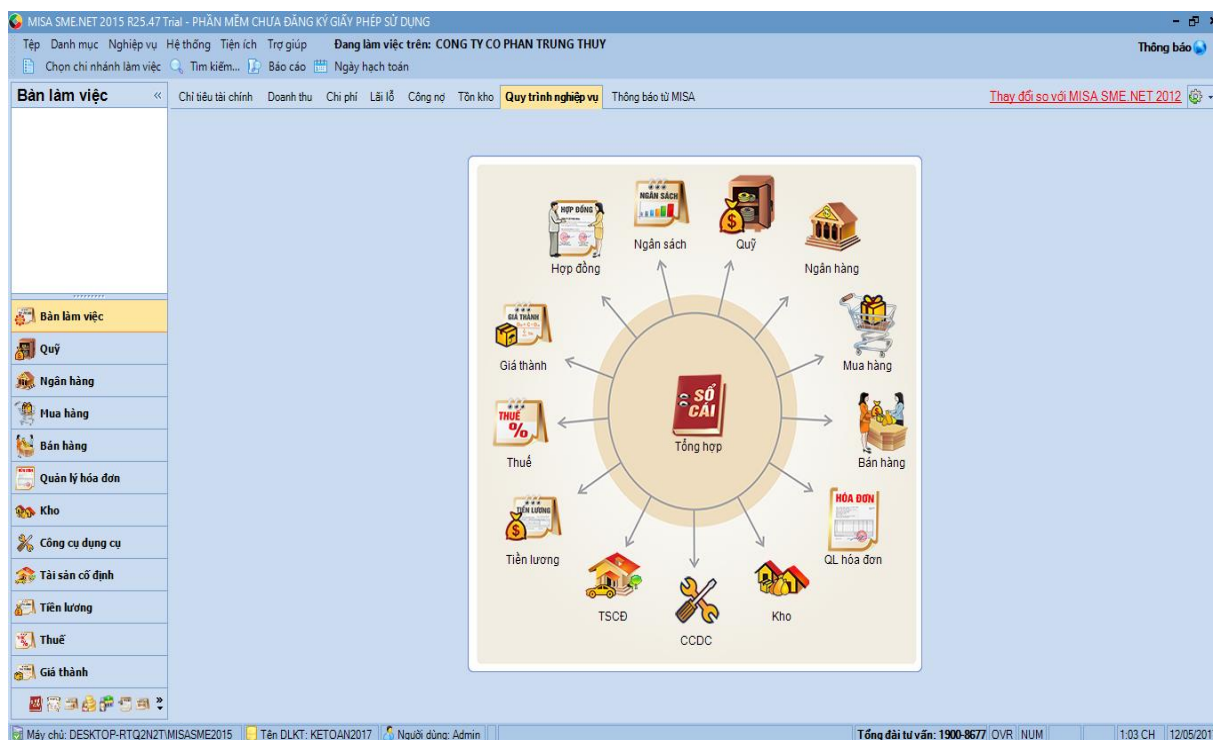 MISA SME.NET 2015 R25.47 Trial - PHẦN MỀM CHƯA ĐĂNG KÝ GIẤY PHÉP SỬ DỤNG
Tệp Danh mục Nghiệp vụ Hệ thống Tiện ích Trợ giúp Đang làm việc trên: CONG TY CO PHAN TRUNG THUY
Thông báo
Chọn chi nhánh làm việc Tìm kiếm... Báo cáo Ngày hạch toán
Bàn làm việc «
Chỉ tiêu tài chính Doanh thu Chi phí Lãi lỗ Công nợ Tồn kho Quy trình nghiệp vụ Thông báo từ MISA
Thay đổi so với MISA SME.NET 2012
Bàn làm việc
Quỹ
Ngân hàng
Mua hàng
Bán hàng
Quản lý hóa đơn
Kho
Công cụ dụng cụ
Tài sản cố định
Tiền lương
Thuế
Giá thành
NGÂN SÁCH
Ngân sách
Quỹ
HỢP ĐỒNG
Hợp đồng
Ngân hàng
GIÁ THÀNH
Giá thành
Mua hàng
SỔ CÁI
Tổng hợp
THUẾ %
Thuế
Bán hàng
TIỀN LƯƠNG
Tiền lương
HÓA ĐƠN
QL hóa đơn
TSCĐ
CCDC
Kho
Máy chủ: DESKTOP-RTQ2N2T\MISASME2015 Tên DLKT: KETOAN2017 Người dùng: Admin
Tổng đài tư vấn: 1900-8677 OVR NUM 1:03 CH 12/05/201